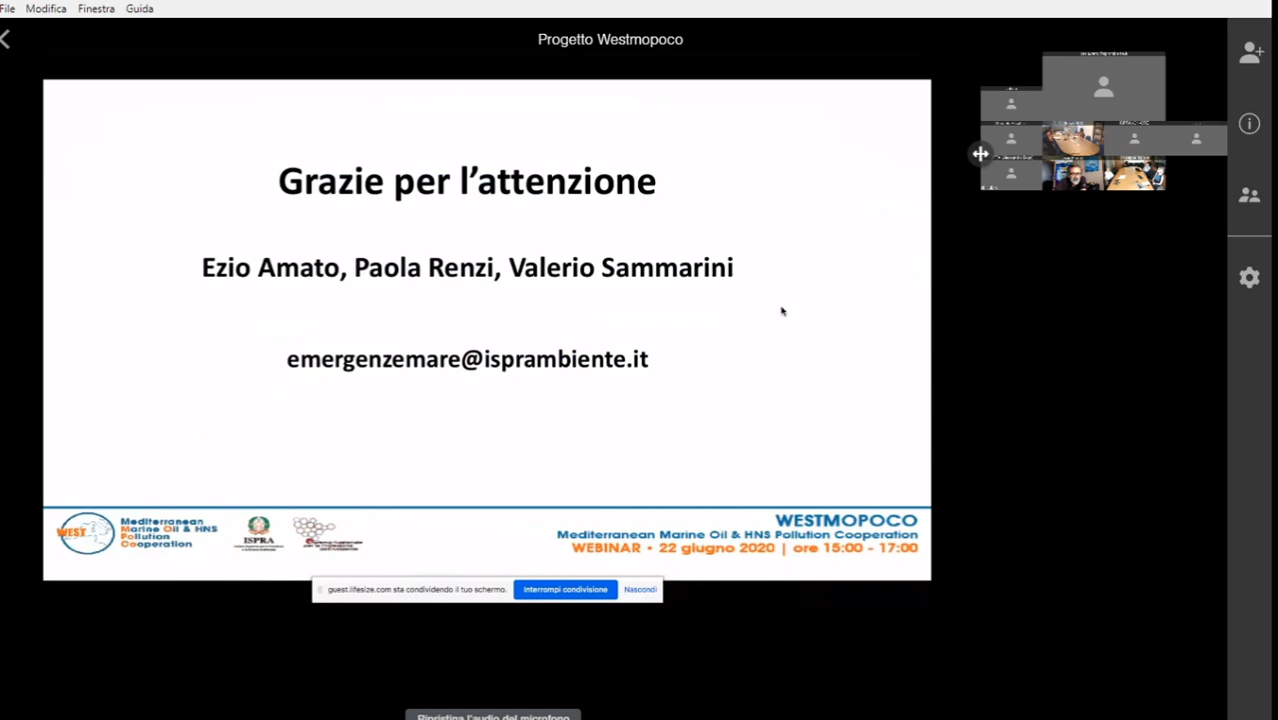 File Modifica Finestra Guida
Progetto Westmopoco
Grazie per l'attenzione
Ezio Amato, Paola Renzi, Valerio Sammarini
emergenzemare@isprambiente.it
WEST
Mediterranean
Marine Oil & HNS
Pollution
Cooperation
ISPRA
WESTMOPOCO
Mediterranean Marine Oil & HNS Pollution Cooperation
WEBINAR • 22 giugno 2020 | ore 15:00 - 17:00
guest.lifesize.com sta condividendo il tuo schermo. Interrompi condivisione Nascondi
Ripristina l'audio del microfono